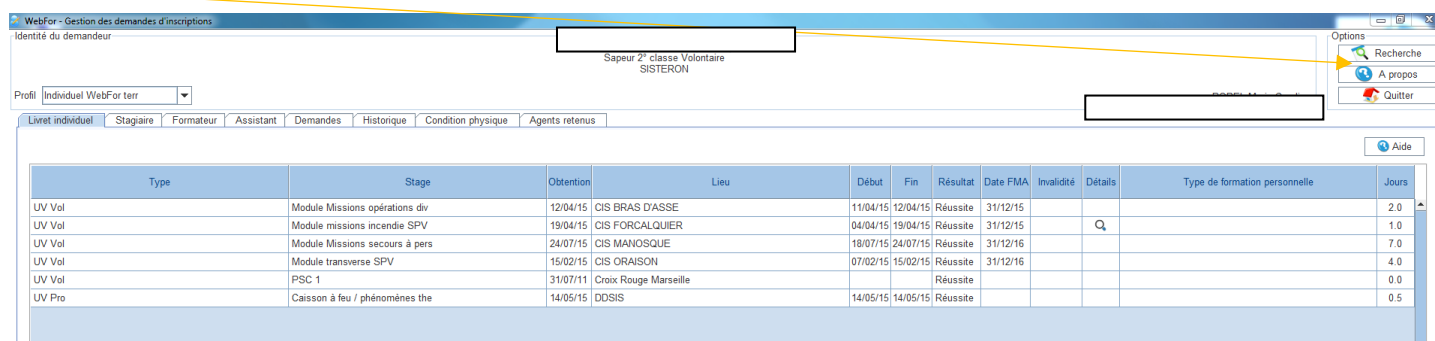 WebFor - Gestion des demandes d'inscriptions
Identité du demandeur
Options
Sapeur 2° classe Volontaire
SISTERON
Recherche
A propos
Quitter
Profil Individuel WebFor terr
Livret individuel Stagiaire Formateur Assistant Demandes Historique Condition physique Agents retenus
Aide
Type Stage Obtention Lieu Début Fin Résultat Date FMA Invalidité Détails Type de formation personnelle Jours
UV Vol Module Missions opérations div 12/04/15 CIS BRAS D'ASSE 11/04/15 12/04/15 Réussite 31/12/15 2.0
UV Vol Module missions incendie SPV 19/04/15 CIS FORCALQUIER 04/04/15 19/04/15 Réussite 31/12/15 1.0
UV Vol Module Missions secours à pers 24/07/15 CIS MANOSQUE 18/07/15 24/07/15 Réussite 31/12/16 7.0
UV Vol Module transverse SPV 15/02/15 CIS ORAISON 07/02/15 15/02/15 Réussite 31/12/16 4.0
UV Vol PSC 1 31/07/11 Croix Rouge Marseille Réussite 0.0
UV Pro Caisson à feu / phénomènes the 14/05/15 DDSIS 14/05/15 14/05/15 Réussite 0.5